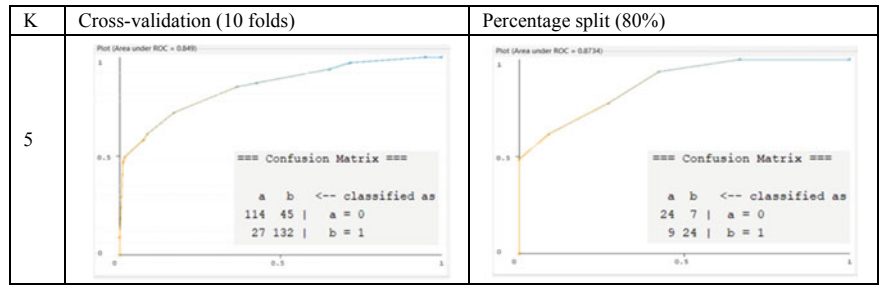 K Cross-validation (10 folds) Percentage split (80%)
5
Plot (Area under ROC = 0.849)
1
0.5
0
0 0.5 1
=== Confusion Matrix ===
a b <-- classified as
114 45 | a = 0
27 132 | b = 1
Plot (Area under ROC = 0.8734)
1
0.5
0
0 0.5 1
=== Confusion Matrix ===
a b <-- classified as
24 7 | a = 0
9 24 | b = 1